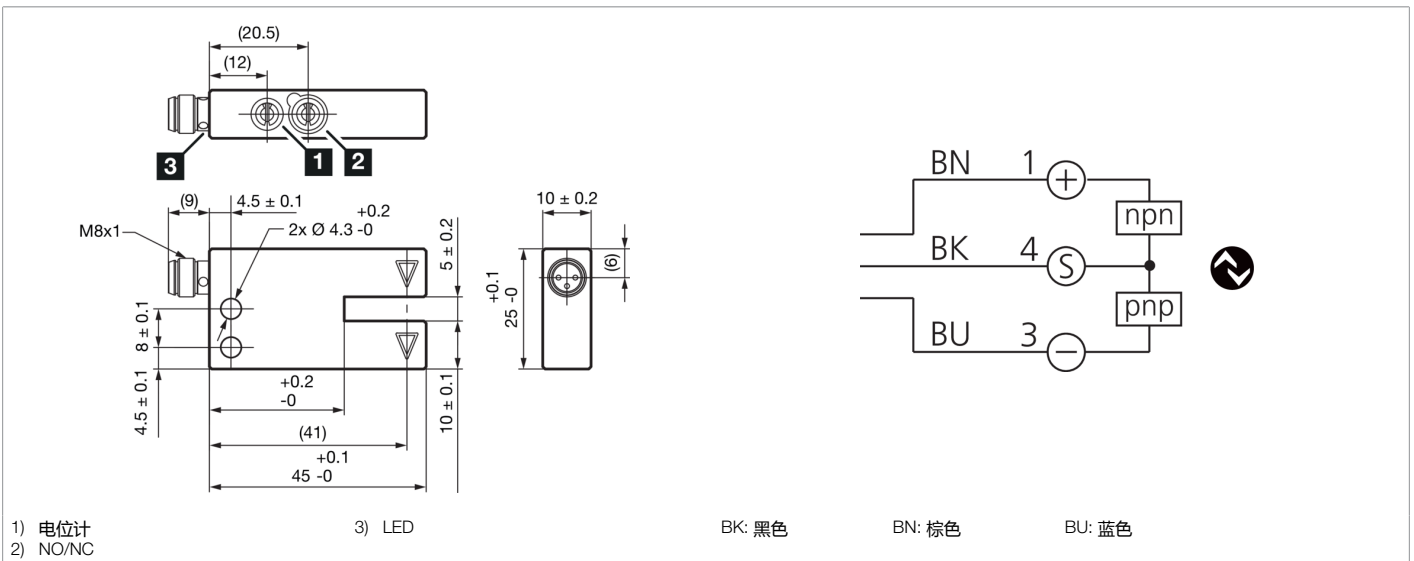 (20.5)
(12)
3
1
2
(9)
4.5 ± 0.1
+0.2
2x Ø 4.3 -0
M8x1
5 ± 0.2
8 ± 0.1
4.5 ± 0.1
+0.2
-0
10 ± 0.1
(41)
+0.1
45 -0
10 ± 0.2
(6)
+0.1
25 -0
BN
1
+
npn
BK
4
S
pnp
BU
3
−
1) 电位计
2) NO/NC
3) LED
BK: 黑色
BN: 棕色
BU: 蓝色